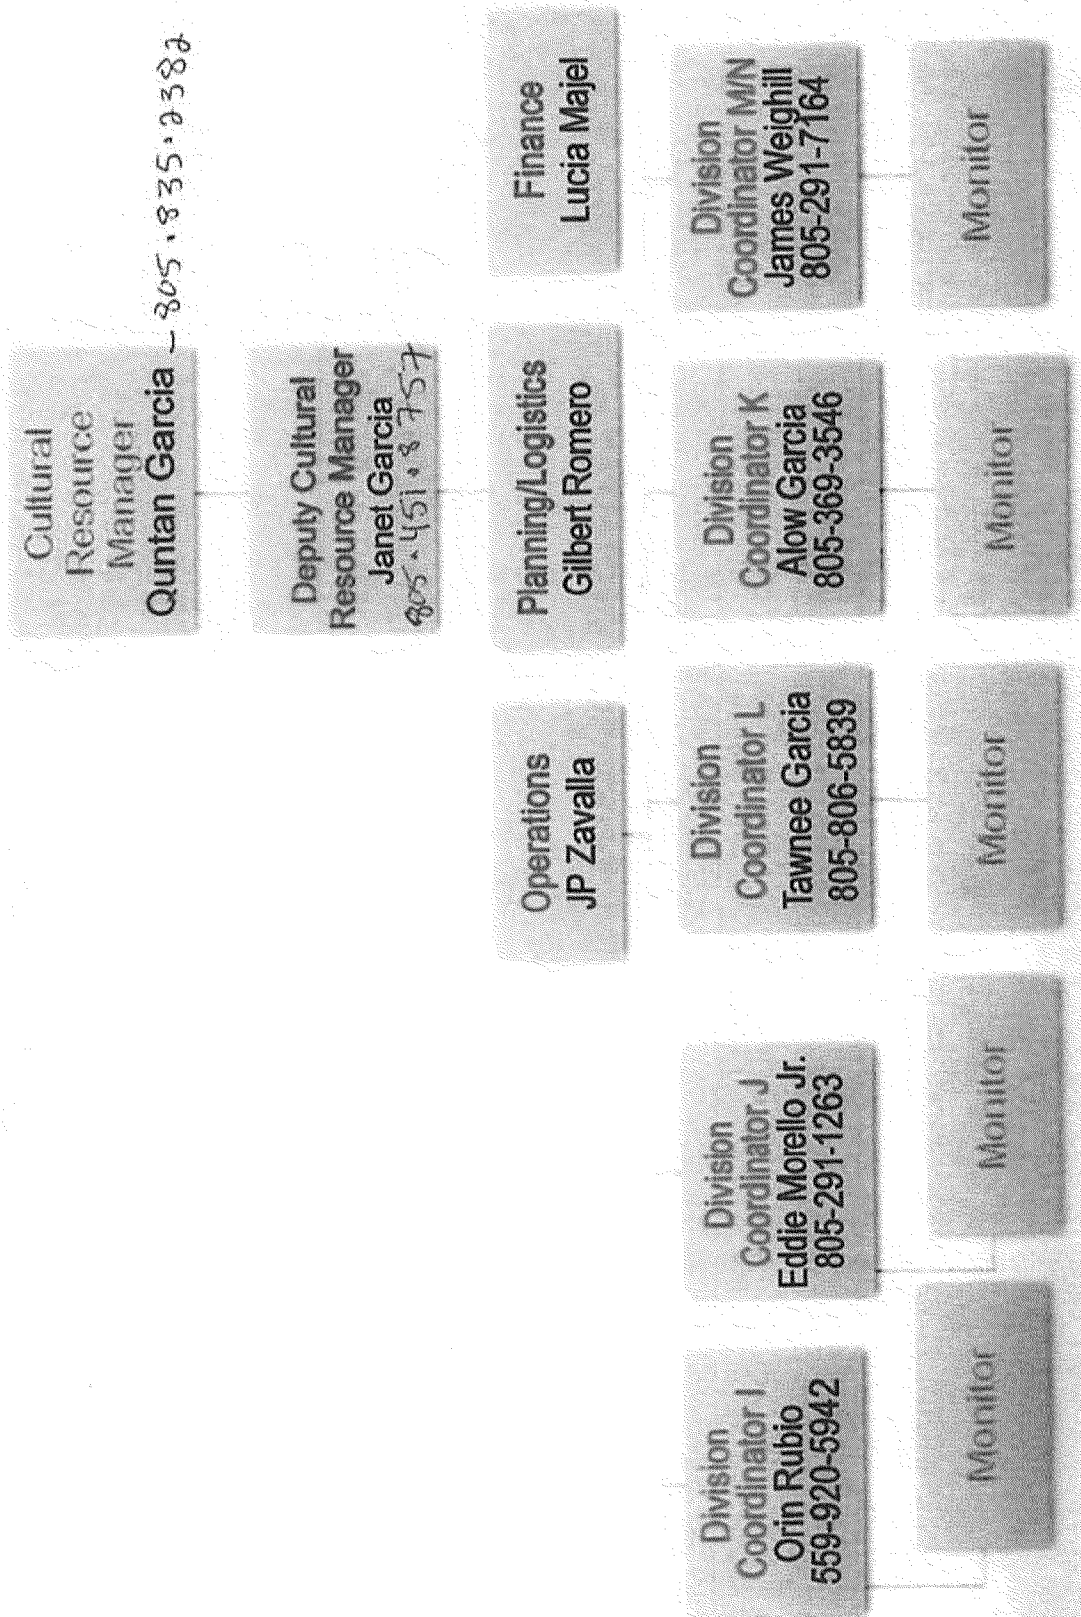 Cultural
Resource
Manager
Quntan Garcia - 805.835.2382
Deputy Cultural
Resource Manager
Janet Garcia
805.451.8757
Operations
JP Zavalla
Planning/Logistics
Gilbert Romero
Finance
Lucia Majel
Division
Coordinator I
Orin Rubio
559-920-5942
Division
Coordinator J
Eddie Morello Jr.
805-291-1263
Division
Coordinator L
Tawnee Garcia
805-806-5839
Division
Coordinator K
Alow Garcia
805-369-3546
Division
Coordinator M/N
James Weighill
805-291-7164
Monitor
Monitor
Monitor
Monitor
Monitor